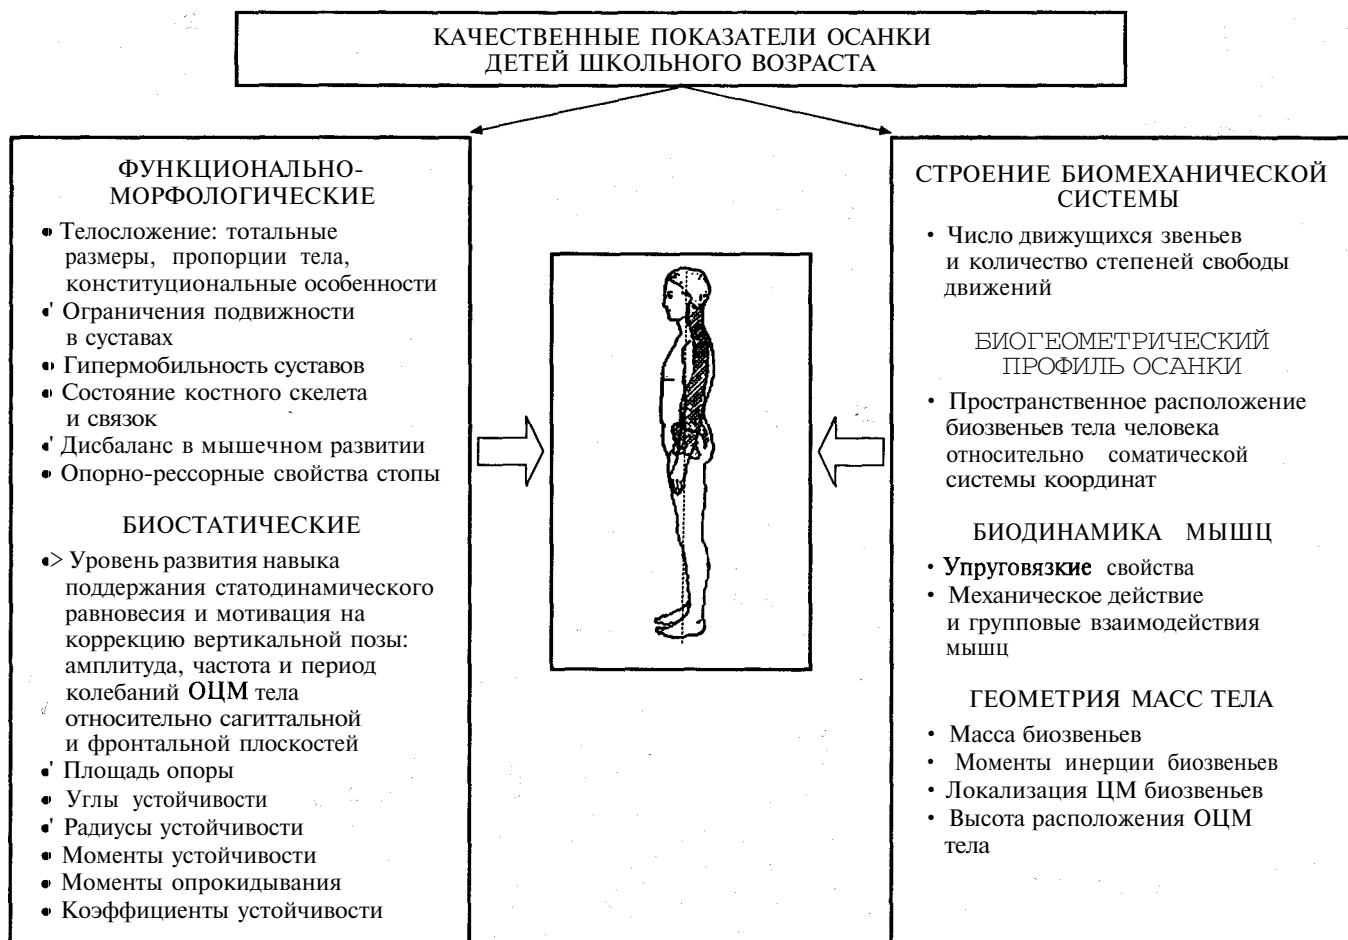 КАЧЕСТВЕННЫЕ ПОКАЗАТЕЛИ ОСАНКИ
ДЕТЕЙ ШКОЛЬНОГО ВОЗРАСТА
ФУНКЦИОНАЛЬНО-
МОРФОЛОГИЧЕСКИЕ
• Телосложение: тотальные
размеры, пропорции тела,
конституциональные особенности
•' Ограничения подвижности
в суставах
• Гипермобильность суставов
• Состояние костного скелета
и связок
•' Дисбаланс в мышечном развитии
• Опорно-рессорные свойства стопы
БИОСТАТИЧЕСКИЕ
•> Уровень развития навыка
поддержания статодинамического
равновесия и мотивация на
коррекцию вертикальной позы:
амплитуда, частота и период
колебаний ОЦМ тела
относительно сагиттальной
и фронтальной плоскостей
•' Площадь опоры
• Углы устойчивости
•' Радиусы устойчивости
• Моменты устойчивости
• Моменты опрокидывания
• Коэффициенты устойчивости
СТРОЕНИЕ БИОМЕХАНИЧЕСКОЙ
СИСТЕМЫ
• Число движущихся звеньев
и количество степеней свободы
движений
БИОГЕОМЕТРИЧЕСКИЙ
ПРОФИЛЬ ОСАНКИ
• Пространственное расположение
биозвеньев тела человека
относительно соматической
системы координат
БИОДИНАМИКА МЫШЦ
• Упруговязкие свойства
• Механическое действие
и групповые взаимодействия
мышц
ГЕОМЕТРИЯ МАСС ТЕЛА
• Масса биозвеньев
• Моменты инерции биозвеньев
• Локализация ЦМ биозвеньев
• Высота расположения ОЦМ
тела